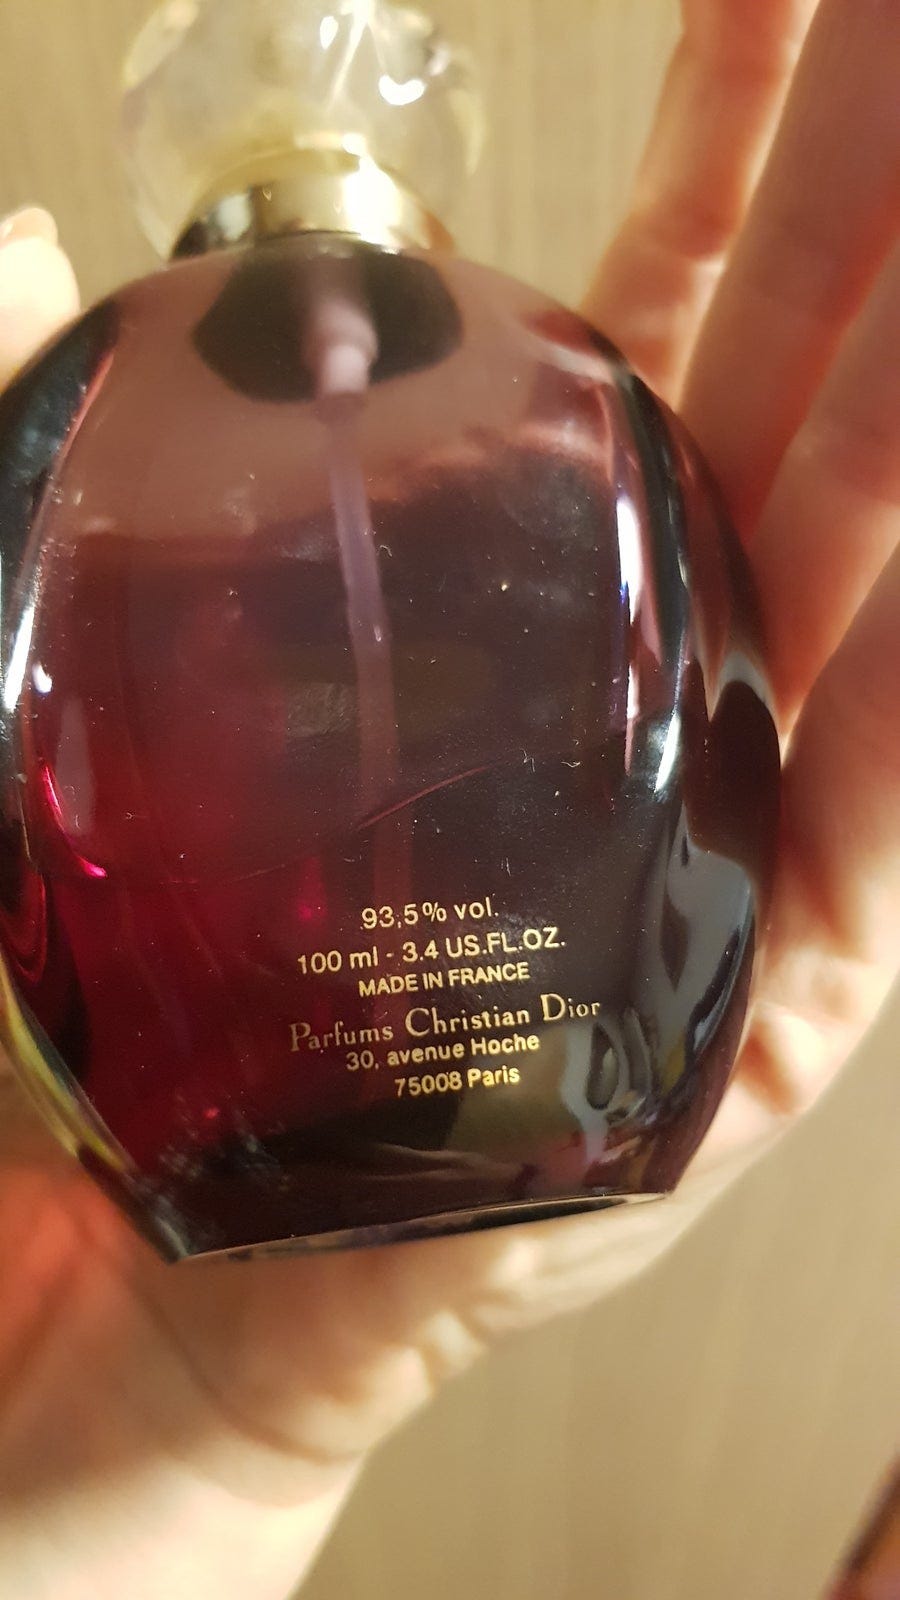 93,5% vol.
100 ml - 3.4 US.FL.OZ.
MADE IN FRANCE
Parfums Christian Dior
30, avenue Hoche
75008 Paris